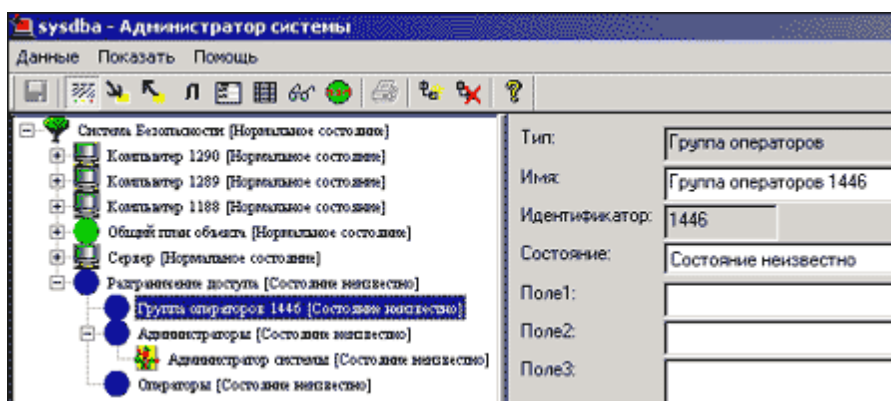 sysdba - Администратор системы
Данные Показать Помощь
Система Безопасности [Нормальное состояние]
Компьютер 1290 [Нормальное состояние]
Компьютер 1289 [Нормальное состояние]
Компьютер 1188 [Нормальное состояние]
Общий план объекта [Нормальное состояние]
Сервер [Нормальное состояние]
Разграничение доступа [Состояние неизвестно]
Группа операторов 1446 [Состояние неизвестно]
Администраторы [Состояние неизвестно]
Администратор системы [Состояние неизвестно]
Операторы [Состояние неизвестно]
Тип: Группа операторов
Имя: Группа операторов 1446
Идентификатор: 1446
Состояние: Состояние неизвестно
Поле1:
Поле2:
Поле3: